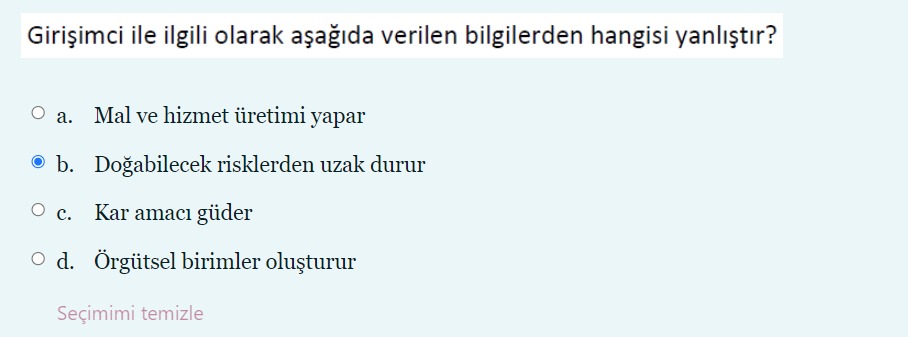 Girişimci ile ilgili olarak aşağıda verilen bilgilerden hangisi yanlıştır?
a. Mal ve hizmet üretimi yapar
b. Doğabilecek risklerden uzak durur
c. Kar amacı güder
d. Örgütsel birimler oluşturur
Seçimimi temizle